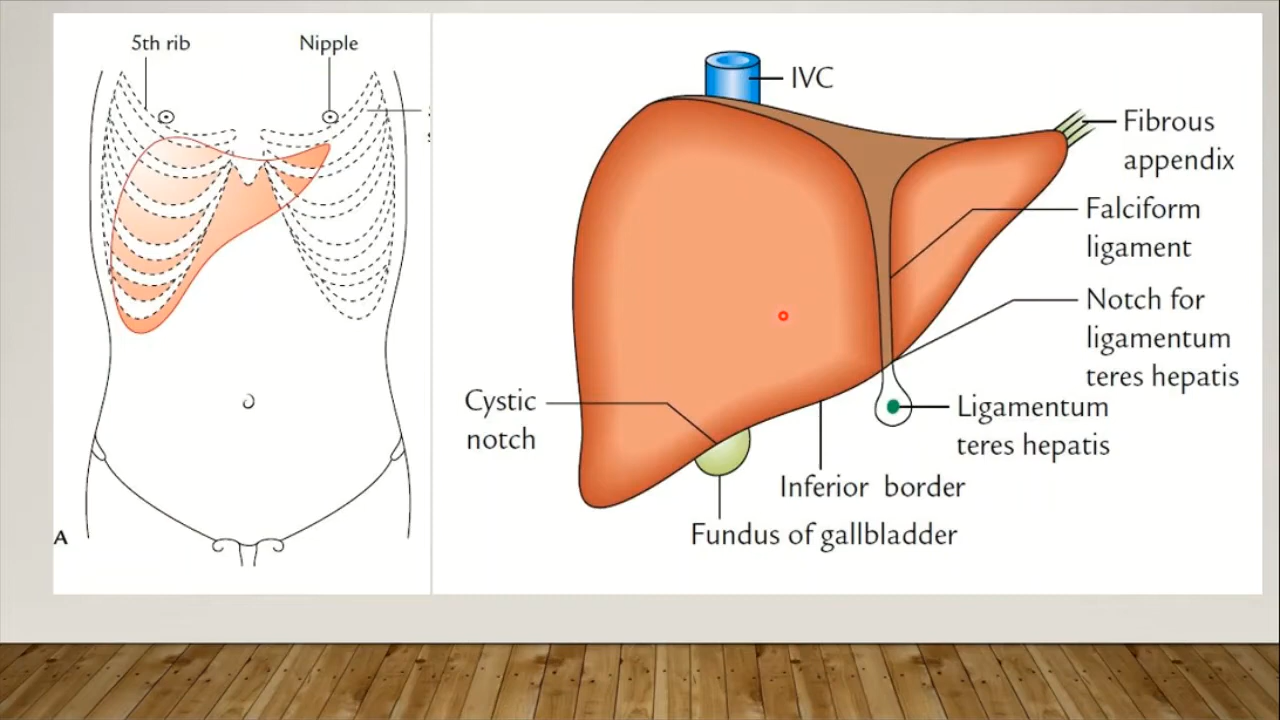 5th rib
Nipple
A
IVC
Fibrous
appendix
Falciform
ligament
Notch for
ligamentum
teres hepatis
Ligamentum
teres hepatis
Cystic
notch
Inferior border
Fundus of gallbladder